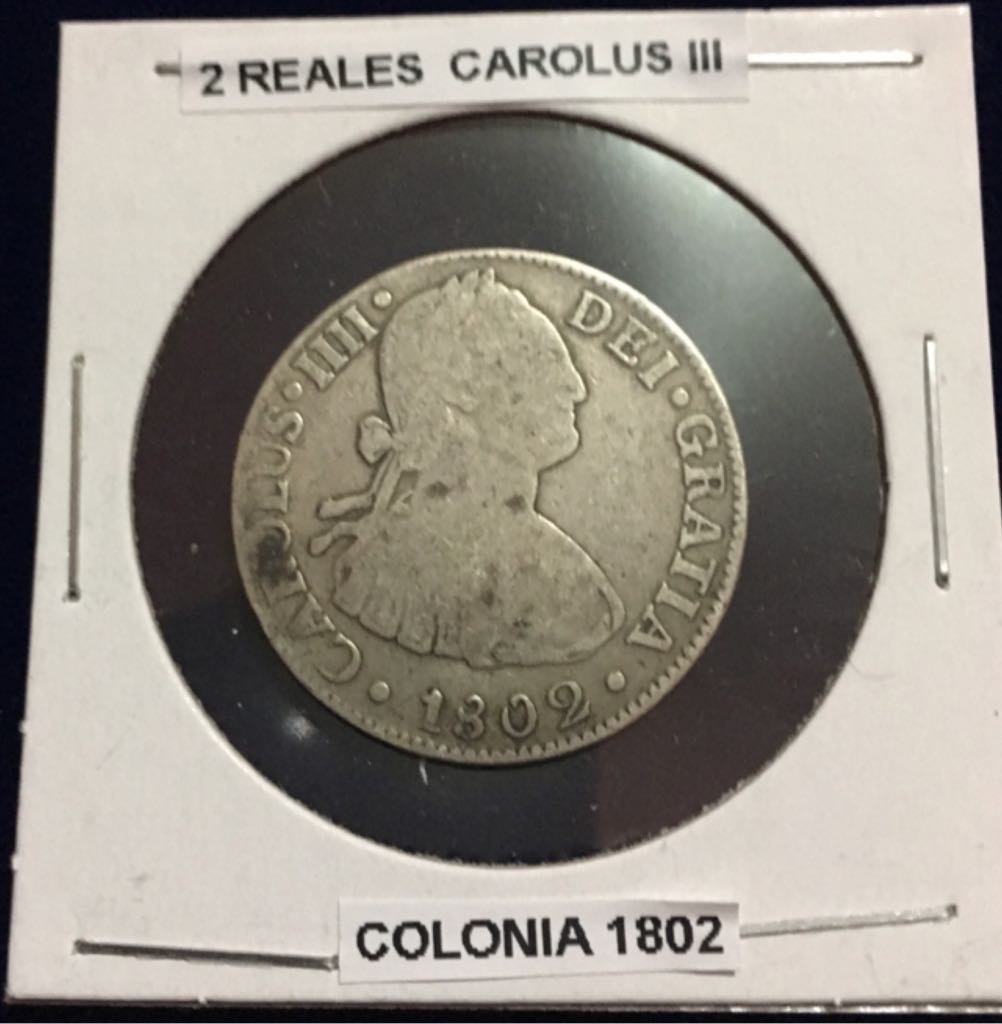 2 REALES CAROLUS III
CAROLUS · IIII · DEI · GRATIA
· 1802 ·
COLONIA 1802